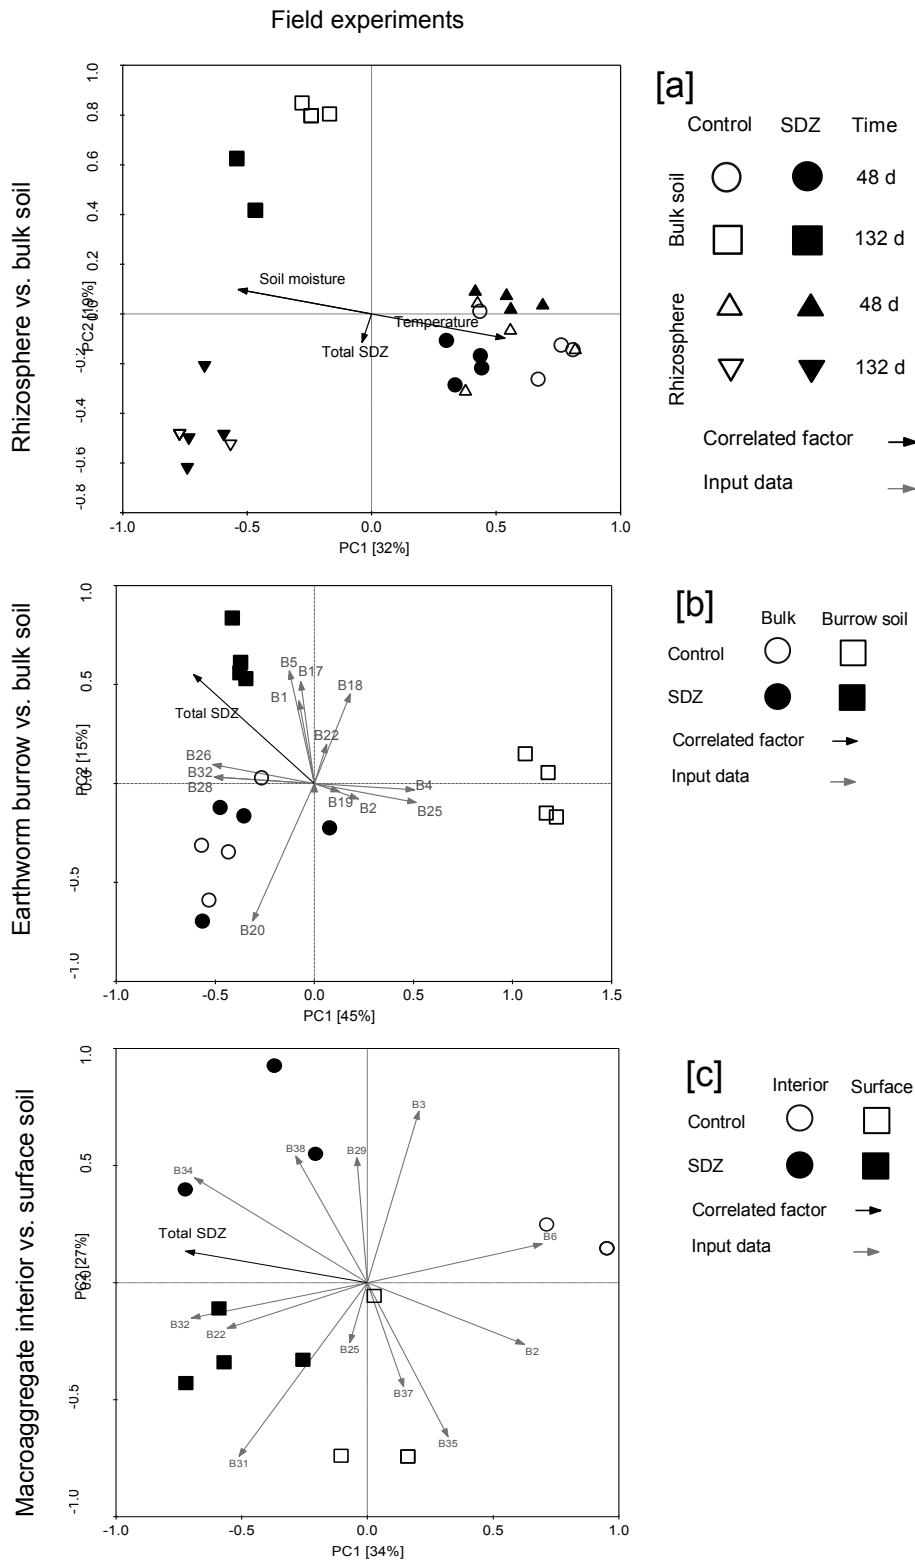 Field experiments
Rhizosphere vs. bulk soil
1.0
0.8
0.6
0.4
0.2
-0.2
-0.4
-0.6
-0.8
Soil moisture
Temperature
Total SDZ
-1.0 -0.5 0.0 0.5 1.0
PC1 [32%]
[a]
Control SDZ Time
Bulk soil
48 d
132 d
Rhizosphere
48 d
132 d
Correlated factor
Input data
Earthworm burrow vs. bulk soil
PC2 [15%]
1.0
0.5
0.0
-0.5
-1.0
B5
B17
B1
B18
Total SDZ
B22
B26
B32
B28
B4
B19
B2
B25
B20
-1.0 -0.5 0.0 0.5 1.0 1.5
PC1 [45%]
[b]
Bulk Burrow soil
Control
SDZ
Correlated factor
Input data
Macroaggregate interior vs. surface soil
PC2 [27%]
1.0
0.5
0.0
-0.5
-1.0
B3
B38
B29
B34
Total SDZ
B6
B32
B22
B25
B2
B37
B35
B31
-1.0 -0.5 0.0 0.5 1.0
PC1 [34%]
[c]
Interior Surface
Control
SDZ
Correlated factor
Input data